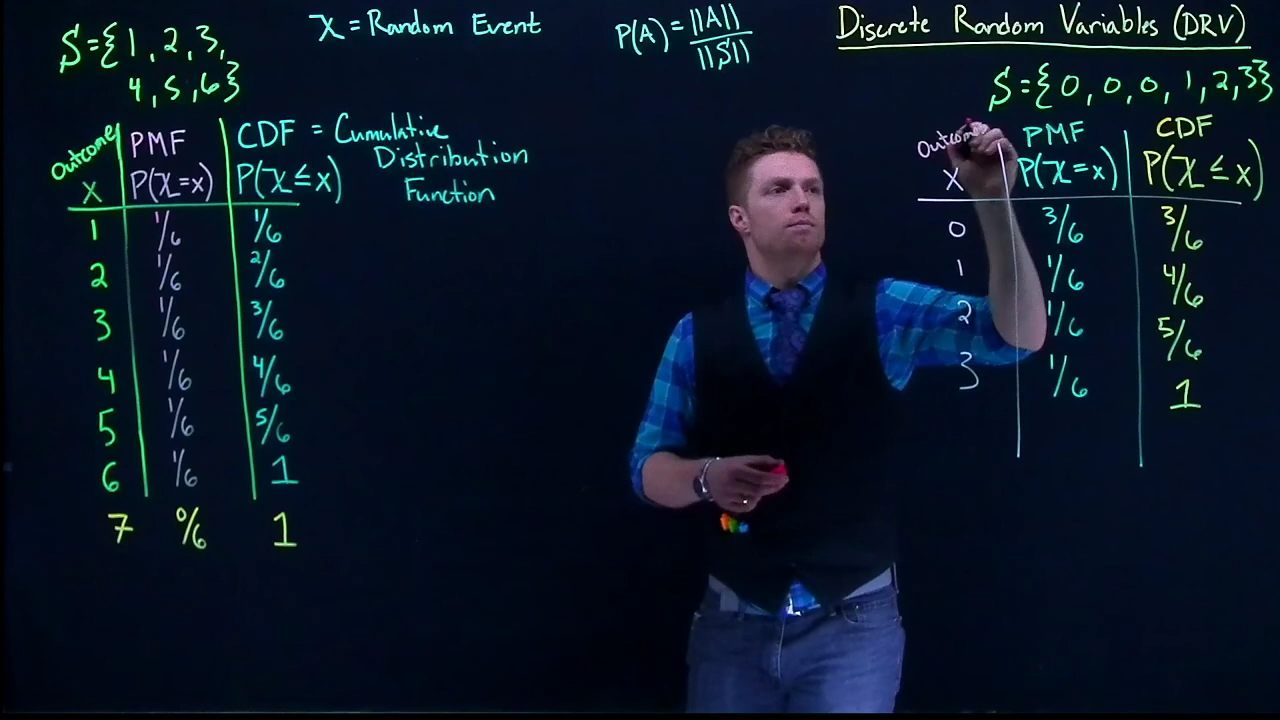 S={1,2,3,
4,5,6}
X = Random Event
P(A) = ||A|| / ||S||
Discrete Random Variables (DRV)
S={0,0,0,1,2,3}
Outcome PMF CDF = Cumulative
Distribution
Function
x P(X=x) P(X≤x)
1 1/6 1/6
2 1/6 2/6
3 1/6 3/6
4 1/6 4/6
5 1/6 5/6
6 1/6 1
7 0/6 1
Outcome PMF CDF
x P(X=x) P(X≤x)
0 3/6 3/6
1 1/6 4/6
2 1/6 5/6
3 1/6 1